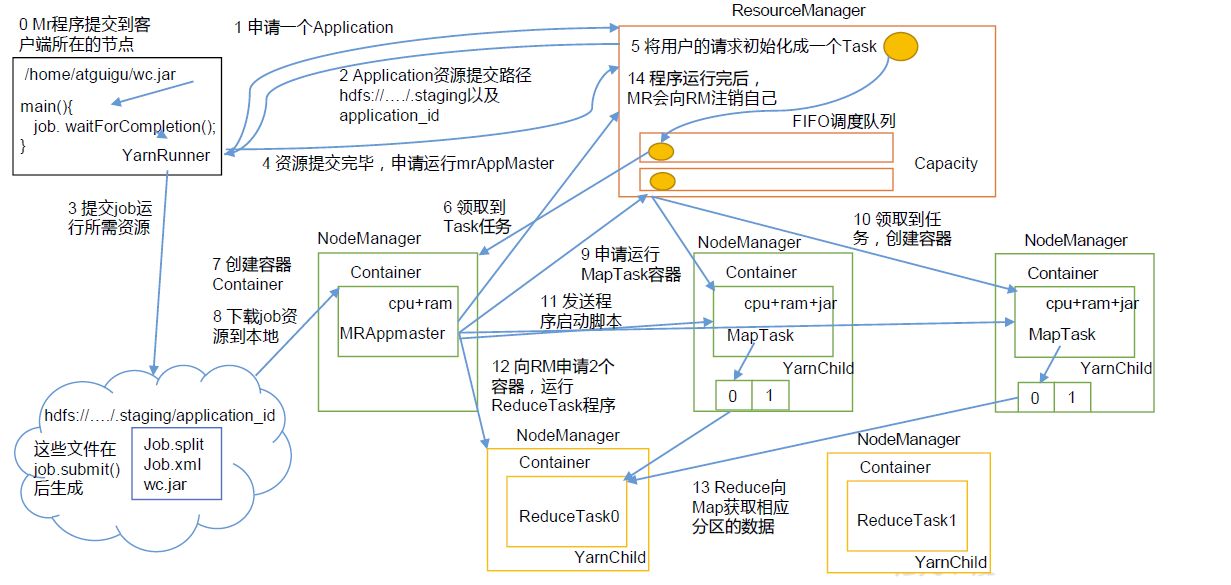 0 Mr程序提交到客
户端所在的节点
/home/atguigu/wc.jar
main(){
job. waitForCompletion();
}
YarnRunner
1 申请一个Application
2 Application资源提交路径
hdfs://…./.staging以及
application_id
4 资源提交完毕，申请运行mrAppMaster
ResourceManager
5 将用户的请求初始化成一个Task
14 程序运行完后，
MR会向RM注销自己
FIFO调度队列
Capacity
3 提交job运
行所需资源
6 领取到
Task任务
7 创建容器
Container
8 下载job资
源到本地
NodeManager
Container
cpu+ram
MRAppmaster
9 申请运行
MapTask容器
11 发送程
序启动脚本
12 向RM申请2个
容器，运行
ReduceTask程序
NodeManager
Container
cpu+ram+jar
MapTask
YarnChild
0 1
10 领取到任
务，创建容器
NodeManager
Container
cpu+ram+jar
MapTask
YarnChild
0 1
hdfs://…./.staging/application_id
这些文件在
job.submit()
后生成
Job.split
Job.xml
wc.jar
NodeManager
Container
ReduceTask0
YarnChild
13 Reduce向
Map获取相应
分区的数据
NodeManager
Container
ReduceTask1
YarnChild